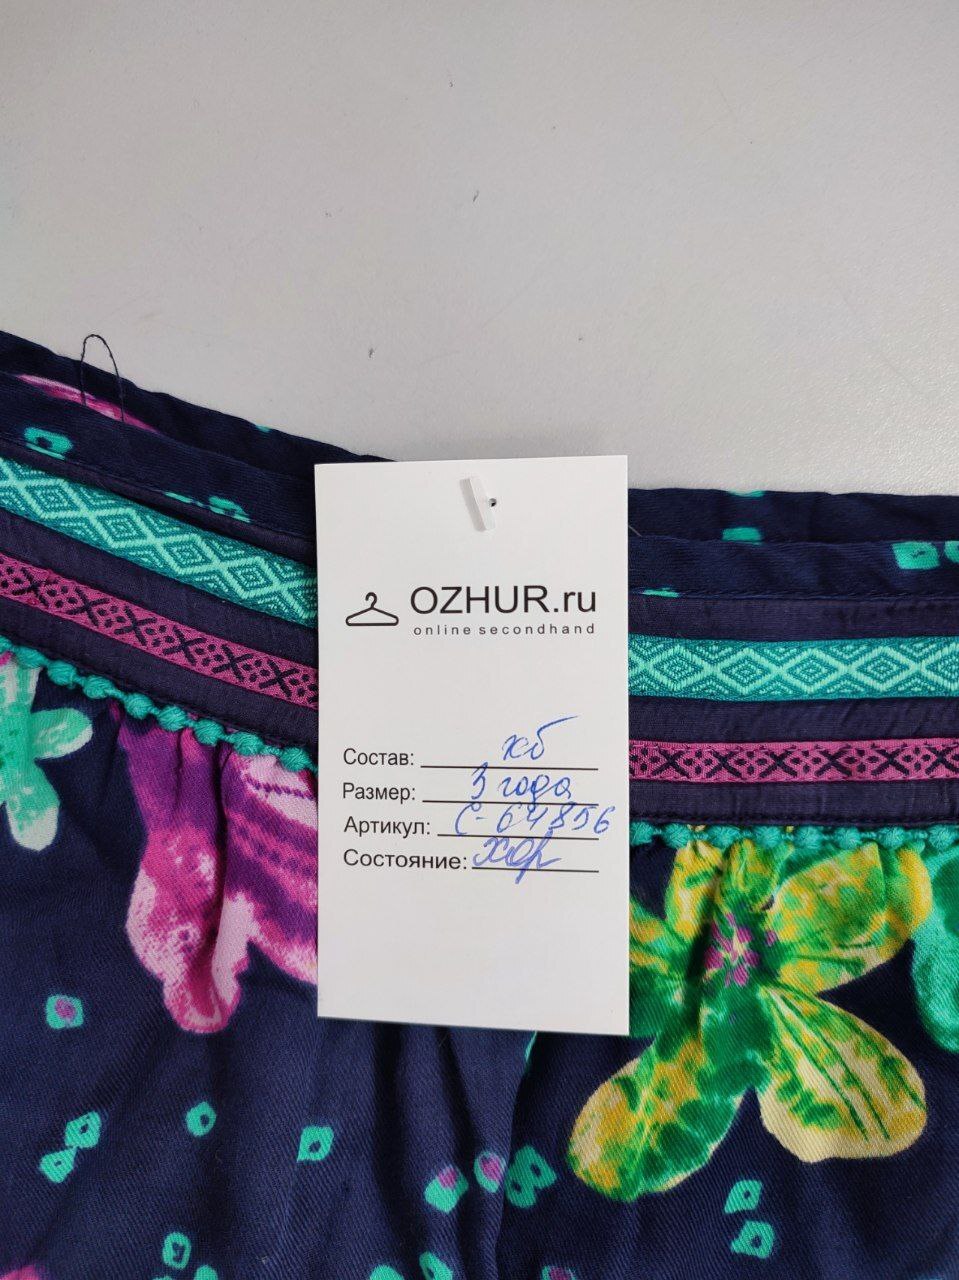 OZHUR.ru
online secondhand
Состав: хб
Размер: 3 года
Артикул: С-64856
Состояние: хор